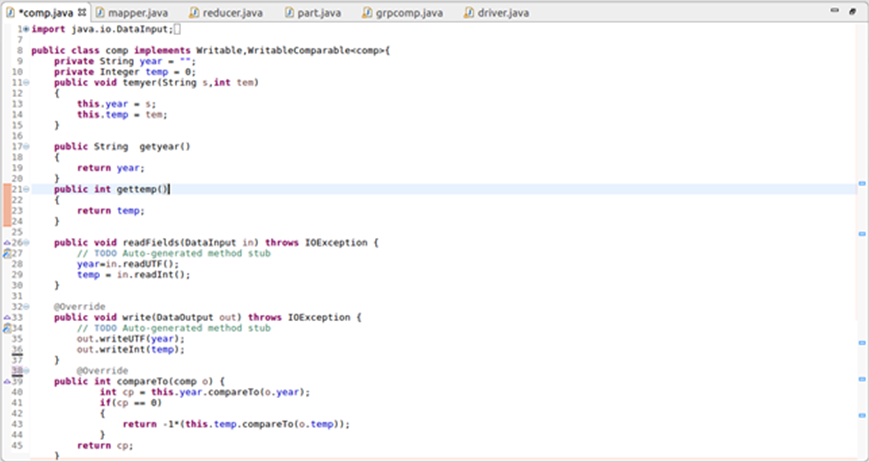 *comp.java mapper.java reducer.java part.java grpcomp.java driver.java
1 import java.io.DataInput;
7
8 public class comp implements Writable,WritableComparable<comp>{
9     private String year = "";
10     private Integer temp = 0;
11     public void temyer(String s,int tem)
12     {
13         this.year = s;
14         this.temp = tem;
15     }
16
17     public String  getyear()
18     {
19         return year;
20     }
21     public int gettemp()
22     {
23         return temp;
24     }
25
26     public void readFields(DataInput in) throws IOException {
27         // TODO Auto-generated method stub
28         year=in.readUTF();
29         temp = in.readInt();
30     }
31
32     @Override
33     public void write(DataOutput out) throws IOException {
34         // TODO Auto-generated method stub
35         out.writeUTF(year);
36         out.writeInt(temp);
37     }
38         @Override
39     public int compareTo(comp o) {
40             int cp = this.year.compareTo(o.year);
41             if(cp == 0)
42             {
43                 return -1*(this.temp.compareTo(o.temp));
44             }
45         return cp;
    }